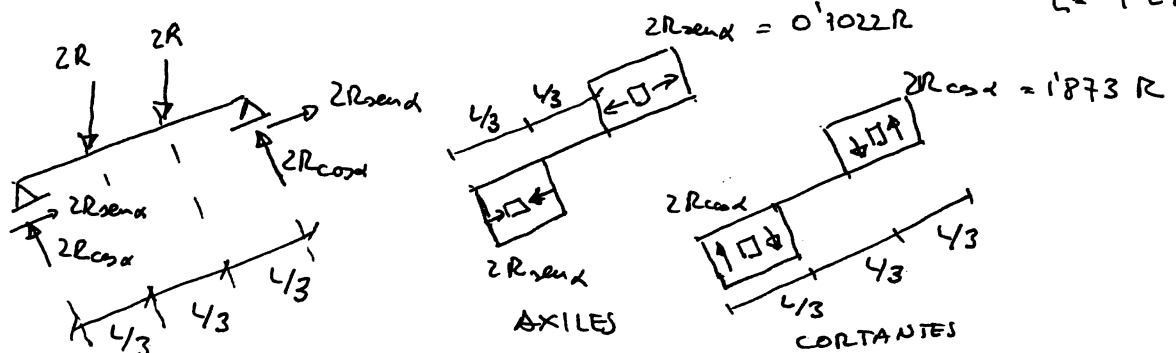 2R
2R
2Rsenα
2Rcosα
2Rsenα
2Rcosα
L/3
L/3
L/3
2Rsenα = 0'7022R
L/3
L/3
2Rsenα
AXILES
2Rcosα = 1'873 R
2Rcosα
L/3
L/3
L/3
CORTANTES